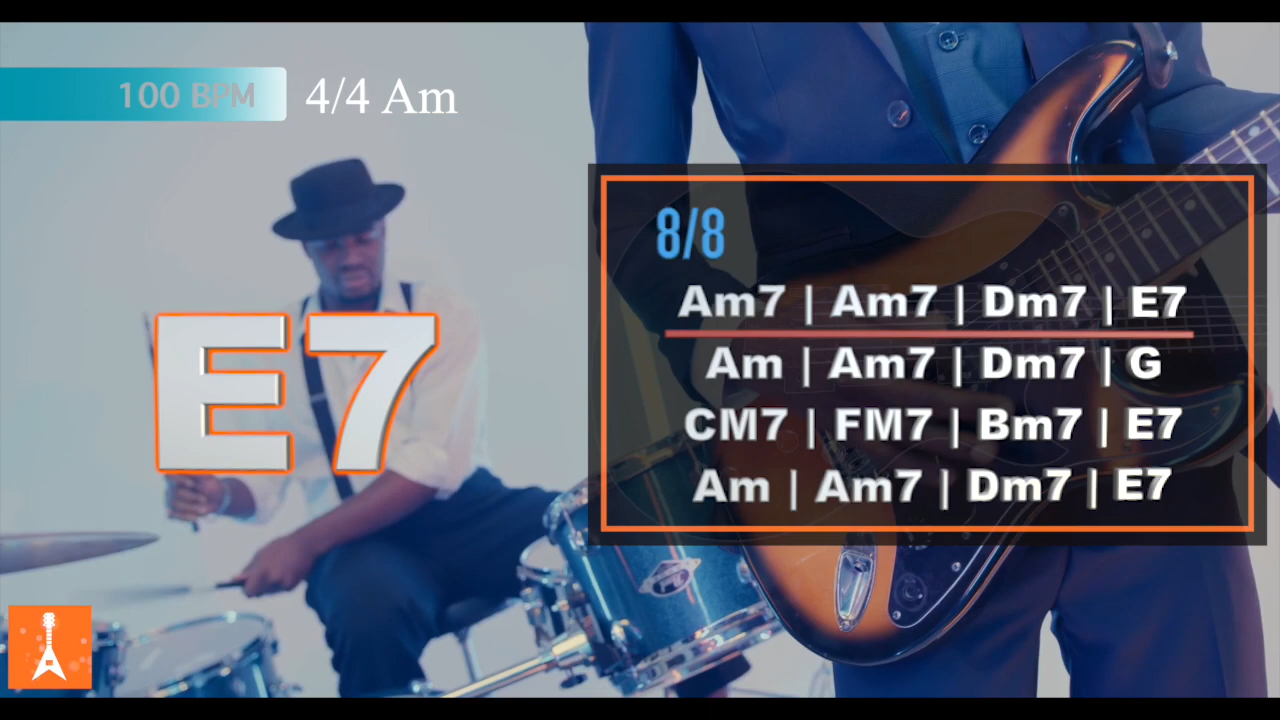 100 BPM 4/4 Am
8/8
Am7 | Am7 | Dm7 | E7
Am | Am7 | Dm7 | G
CM7 | FM7 | Bm7 | E7
Am | Am7 | Dm7 | E7
E7